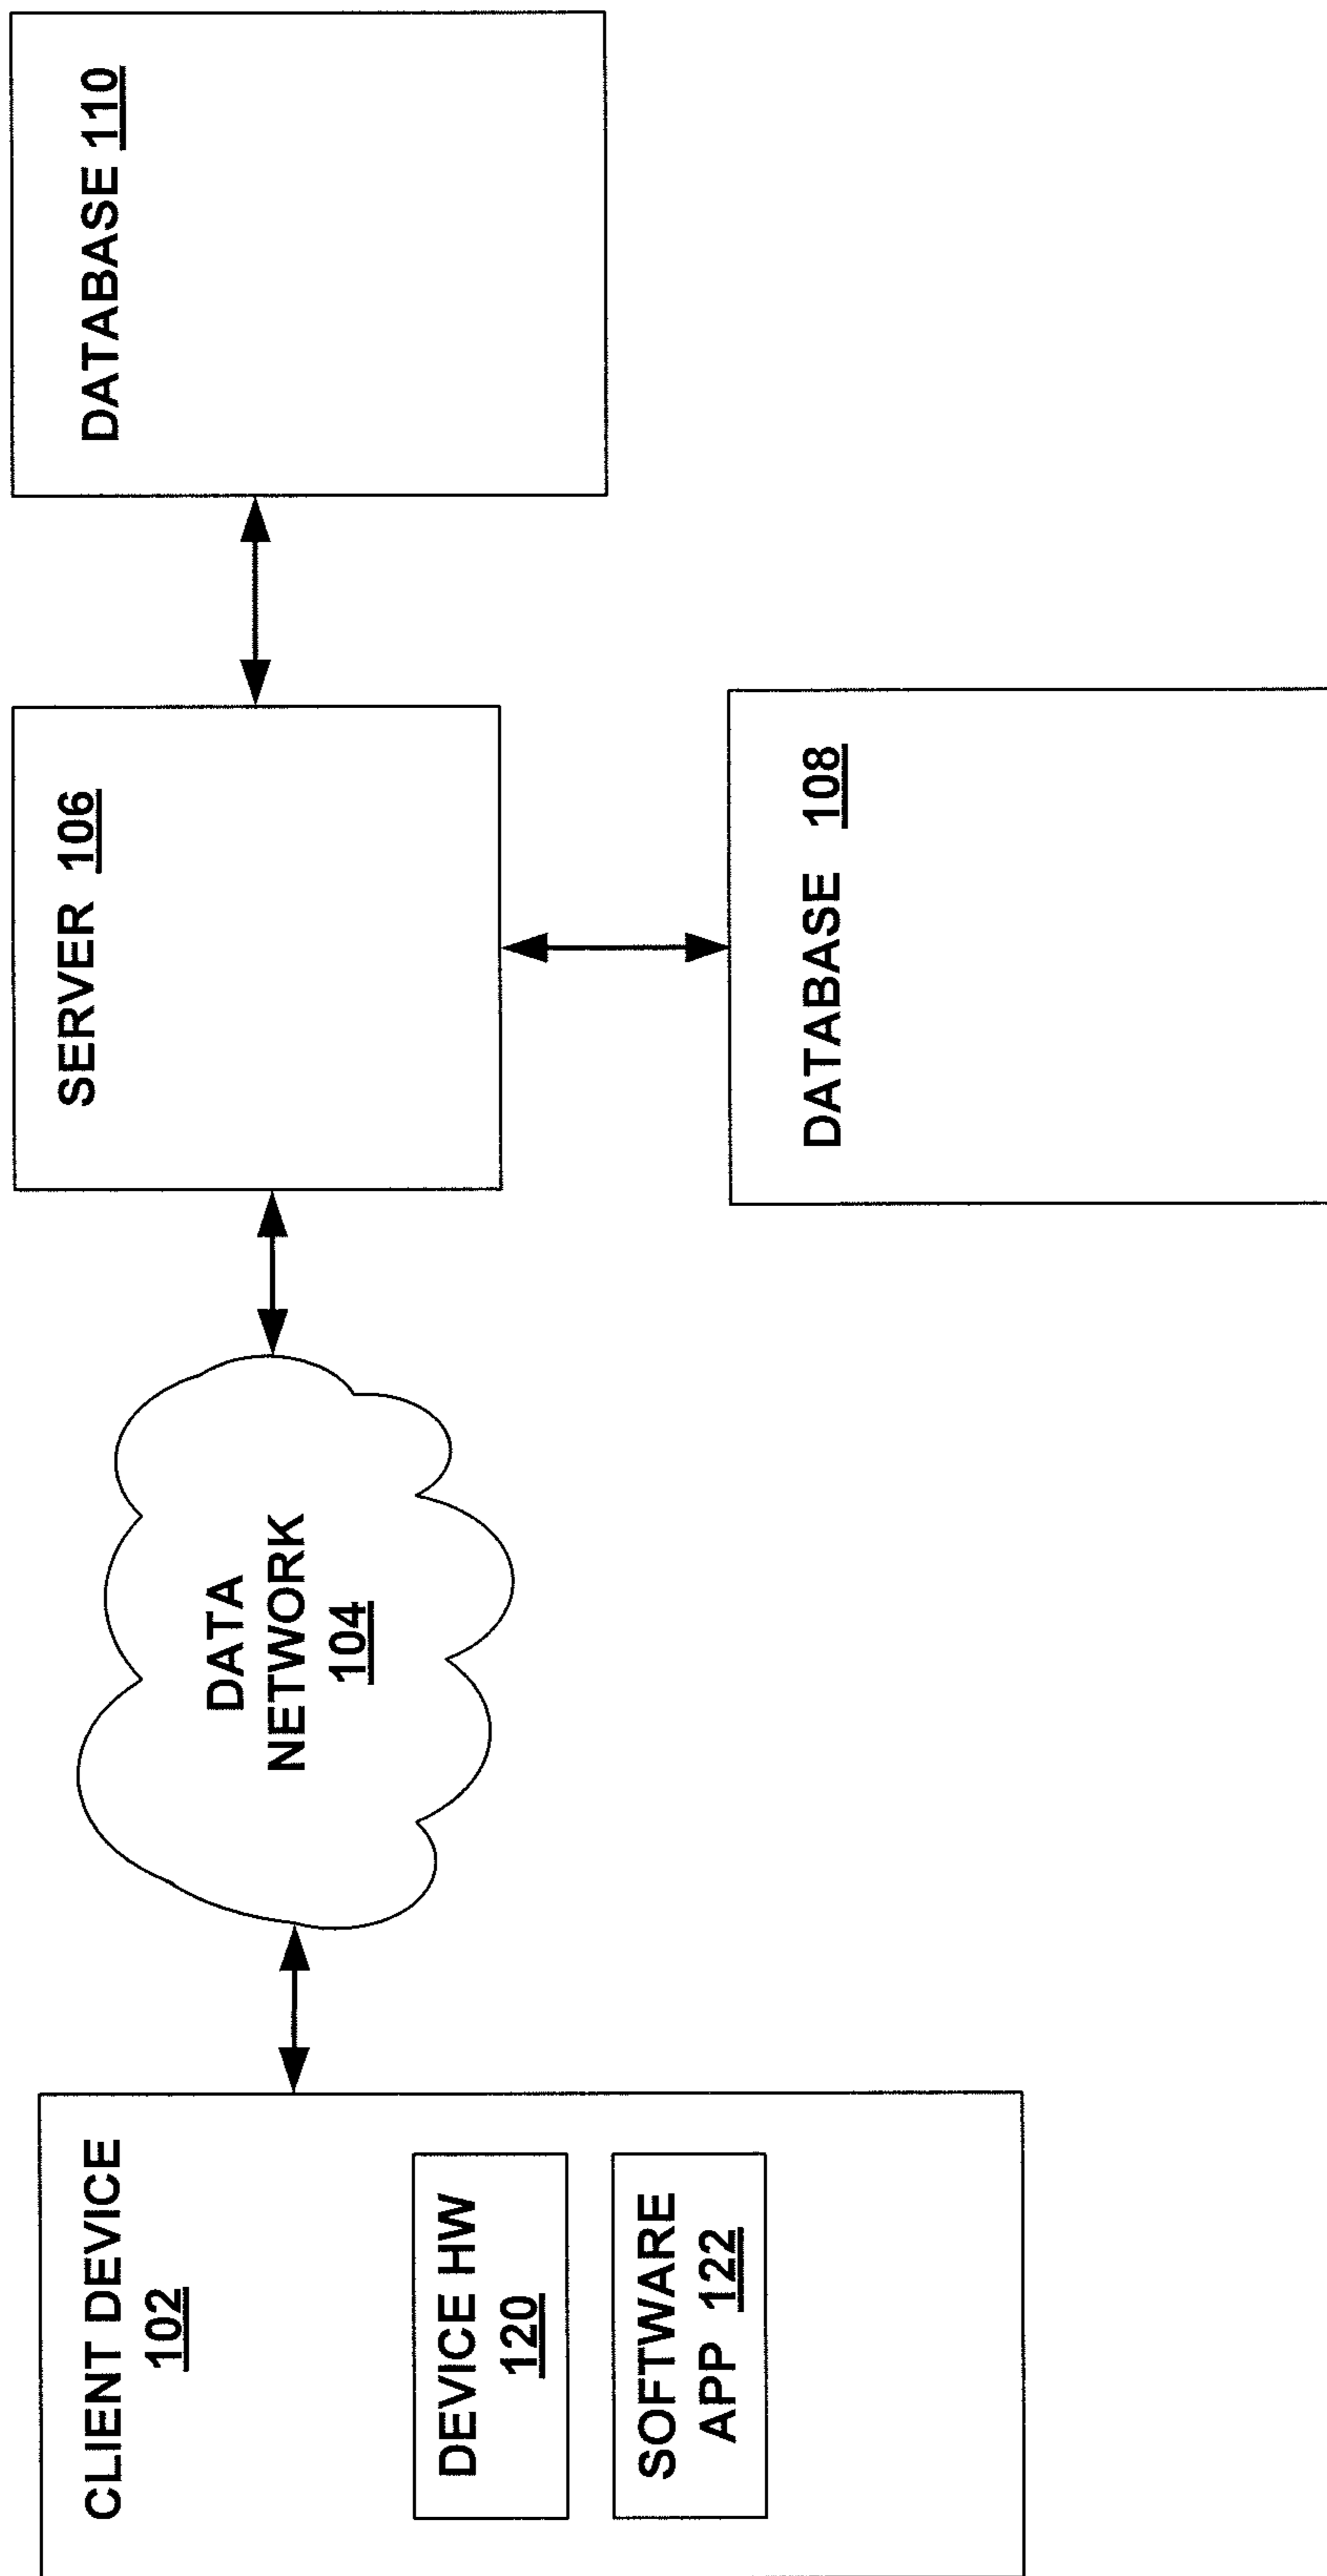 CLIENT DEVICE
102
DEVICE HW
120
SOFTWARE
APP 122
DATA
NETWORK
104
SERVER 106
DATABASE 108
DATABASE 110